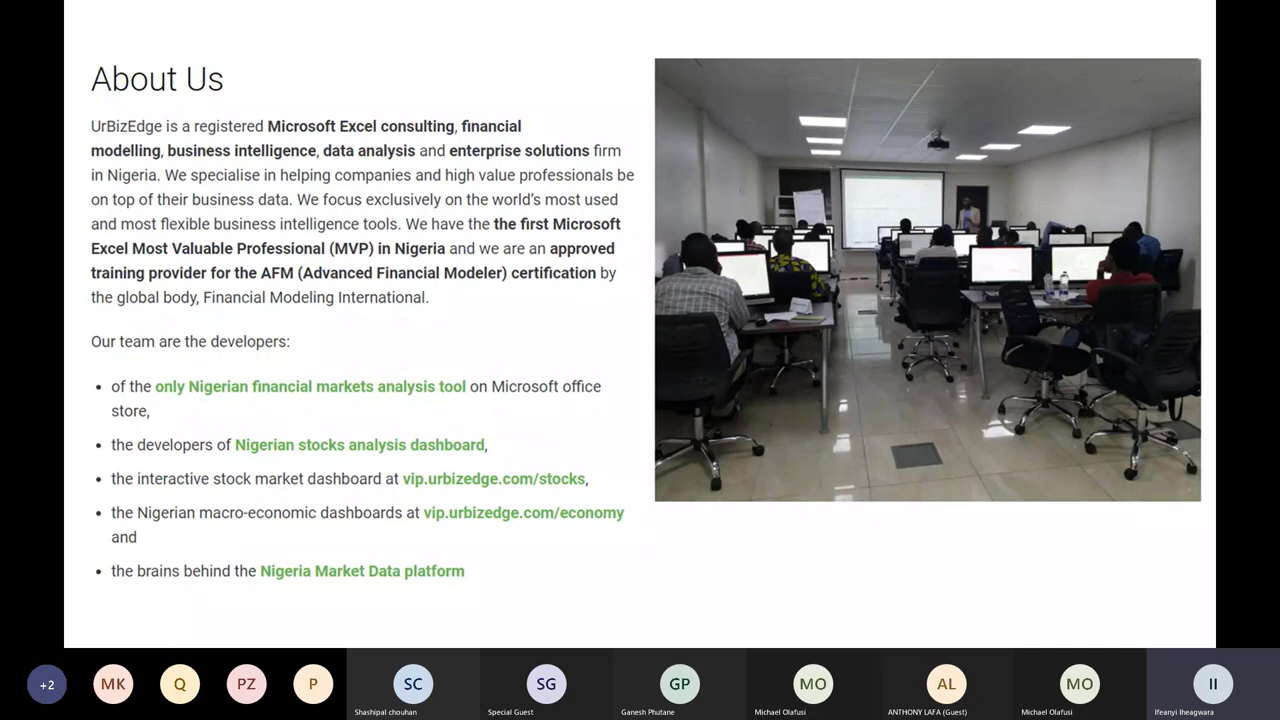 About Us
UrBizEdge is a registered Microsoft Excel consulting, financial
modelling, business intelligence, data analysis and enterprise solutions firm
in Nigeria. We specialise in helping companies and high value professionals be
on top of their business data. We focus exclusively on the world's most used
and most flexible business intelligence tools. We have the the first Microsoft
Excel Most Valuable Professional (MVP) in Nigeria and we are an approved
training provider for the AFM (Advanced Financial Modeler) certification by
the global body, Financial Modeling International.
Our team are the developers:
• of the only Nigerian financial markets analysis tool on Microsoft office
store,
• the developers of Nigerian stocks analysis dashboard,
• the interactive stock market dashboard at vip.urbizedge.com/stocks,
• the Nigerian macro-economic dashboards at vip.urbizedge.com/economy
and
• the brains behind the Nigeria Market Data platform
+2
MK
Q
PZ
P
SC
SG
GP
MO
AL
MO
II
Shashipal chouhan
Special Guest
Ganesh Phutane
Michael Olafusi
ANTHONY LAFA (Guest)
Michael Olafusi
Ifeanyi Iheagwara